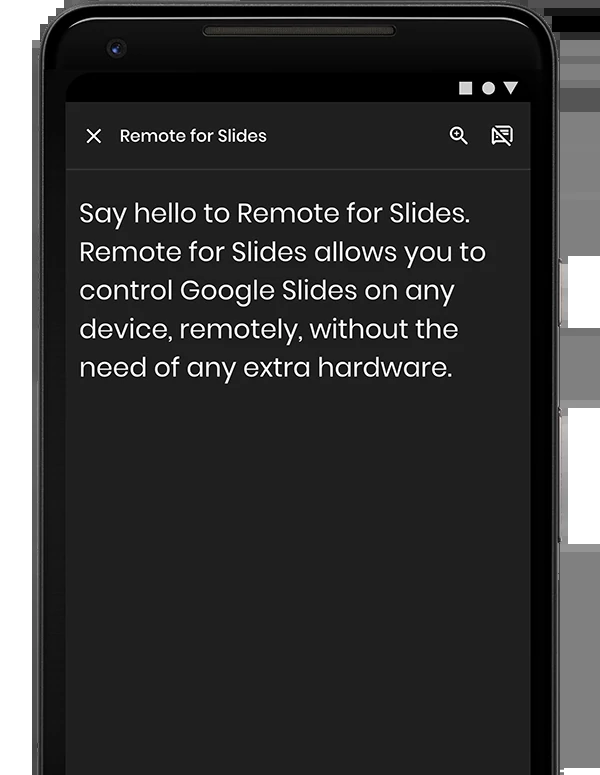 Remote for Slides
Say hello to Remote for Slides.
Remote for Slides allows you to
control Google Slides on any
device, remotely, without the
need of any extra hardware.